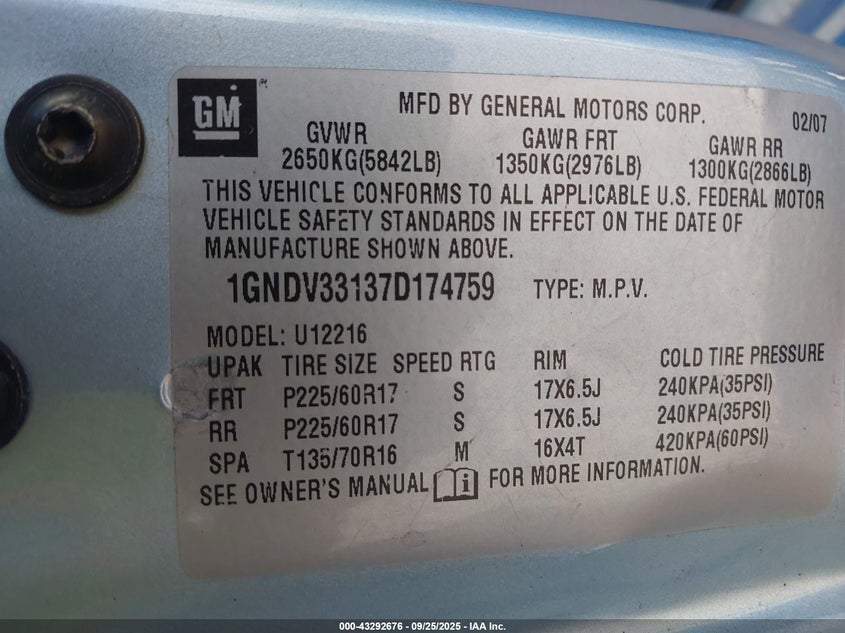 GM MFD BY GENERAL MOTORS CORP. 02/07
GVWR GAWR FRT GAWR RR
2650KG(5842LB) 1350KG(2976LB) 1300KG(2866LB)
THIS VEHICLE CONFORMS TO ALL APPLICABLE U.S. FEDERAL MOTOR
VEHICLE SAFETY STANDARDS IN EFFECT ON THE DATE OF
MANUFACTURE SHOWN ABOVE.
1GNDV33137D174759 TYPE: M.P.V.
MODEL: U12216
UPAK TIRE SIZE SPEED RTG RIM COLD TIRE PRESSURE
FRT P225/60R17 S 17X6.5J 240KPA(35PSI)
RR P225/60R17 S 17X6.5J 240KPA(35PSI)
SPA T135/70R16 M 16X4T 420KPA(60PSI)
SEE OWNER'S MANUAL i FOR MORE INFORMATION.
000-43292676 - 09/25/2025 - IAA Inc.